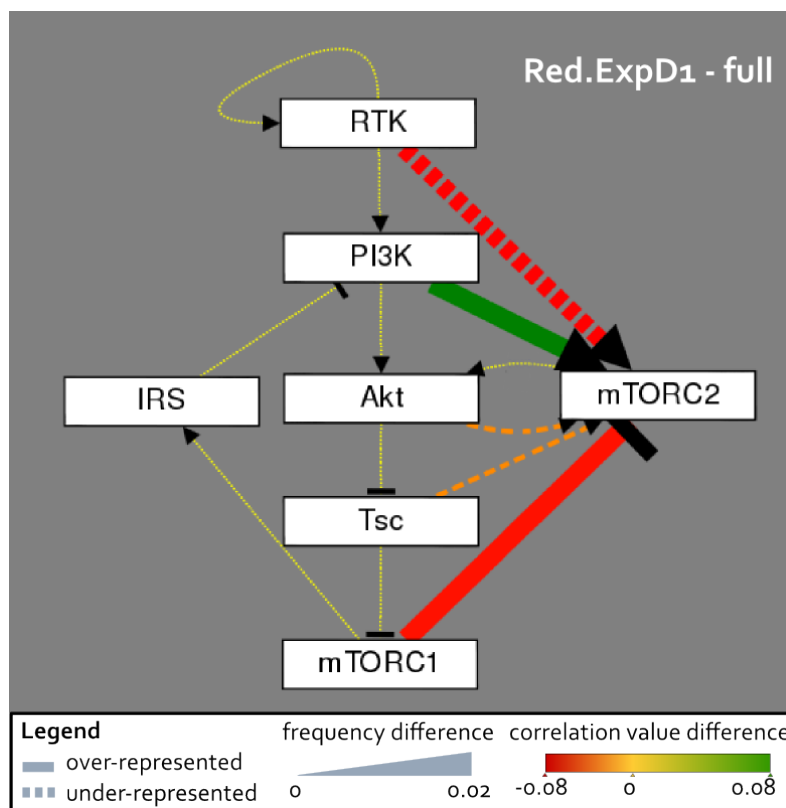 Red.ExpD1 - full
RTK
PI3K
IRS
Akt
mTORC2
Tsc
mTORC1
Legend
over-represented
under-represented
frequency difference
0
0.02
correlation value difference
-0.08
0
0.08